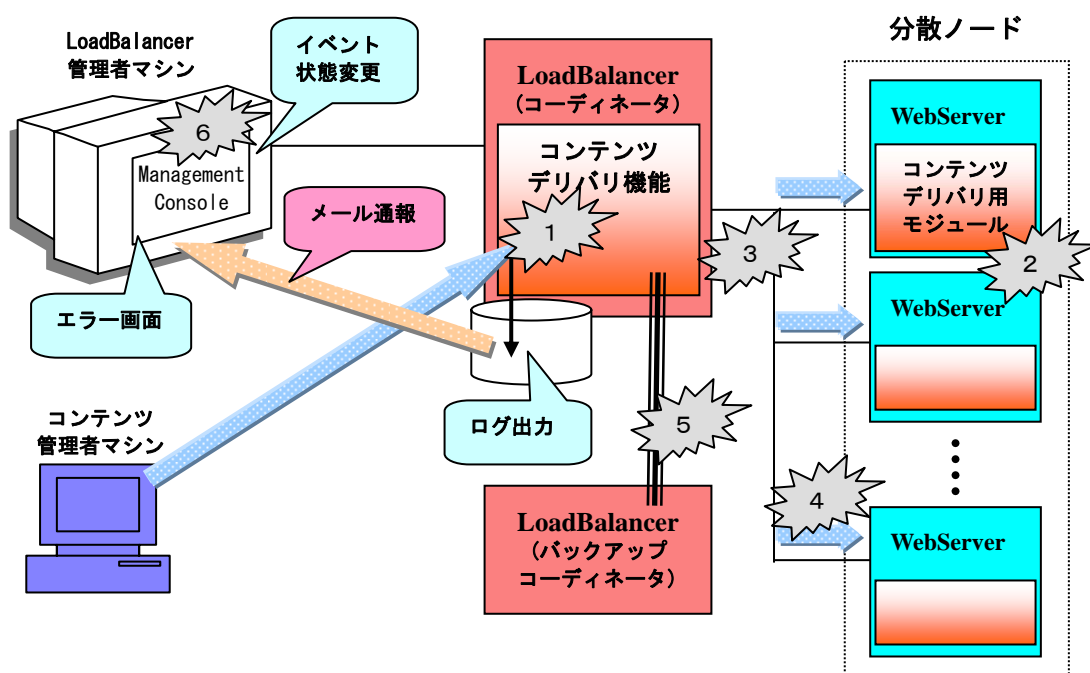 分散ノード
LoadBalancer
管理者マシン
イベント
状態変更
6
Management
Console
メール通報
エラー画面
LoadBalancer
(コーディネータ)
コンテンツ
デリバリ機能
1
3
WebServer
コンテンツ
デリバリ用
モジュール
2
WebServer
ログ出力
5
コンテンツ
管理者マシン
LoadBalancer
(バックアップ
コーディネータ)
4
WebServer